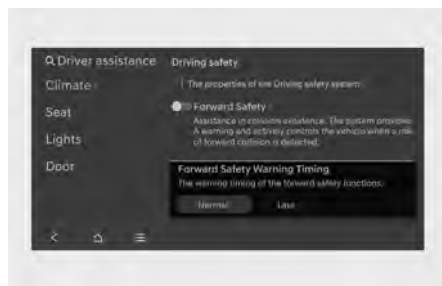 Driver assistance
Climate
Seat
Lights
Door
Driving safety
The properties of the Driving safety system.
Forward Safety
Assistance in collision avoidance. The system provides
A warning and actively controls the vehicle when a risk
of forward collision is detected.
Forward Safety Warning Timing
The warning timing of the forward safety functions.
Normal
Late